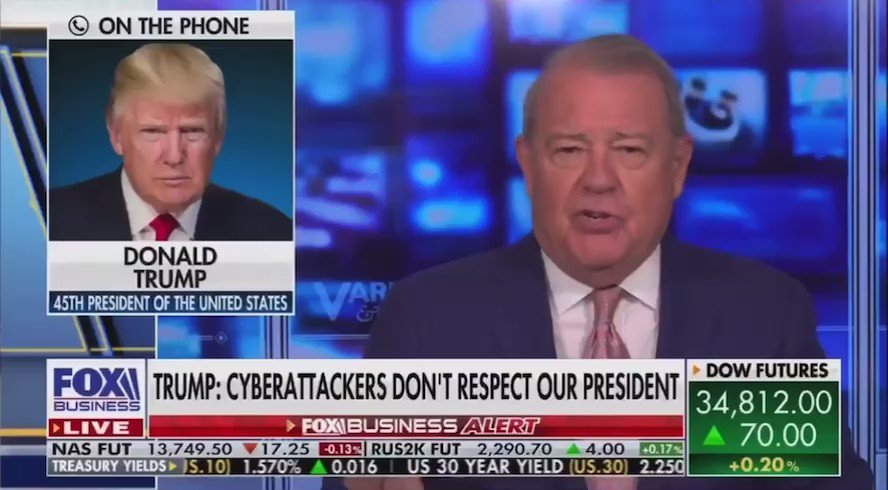 ON THE PHONE
DONALD
TRUMP
45TH PRESIDENT OF THE UNITED STATES
VAR
&
FOX
BUSINESS
LIVE
TRUMP: CYBERATTACKERS DON'T RESPECT OUR PRESIDENT
FOX BUSINESS ALERT
DOW FUTURES
34,812.00
▲ 70.00
+0.20%
NAS FUT 13,749.50 ▼17.25 -0.13% RUS2K FUT 2,290.70 ▲4.00 +0.17%
TREASURY YIELDS S.10) 1.570% ▲0.016 US 30 YEAR YIELD (US.30) 2.250